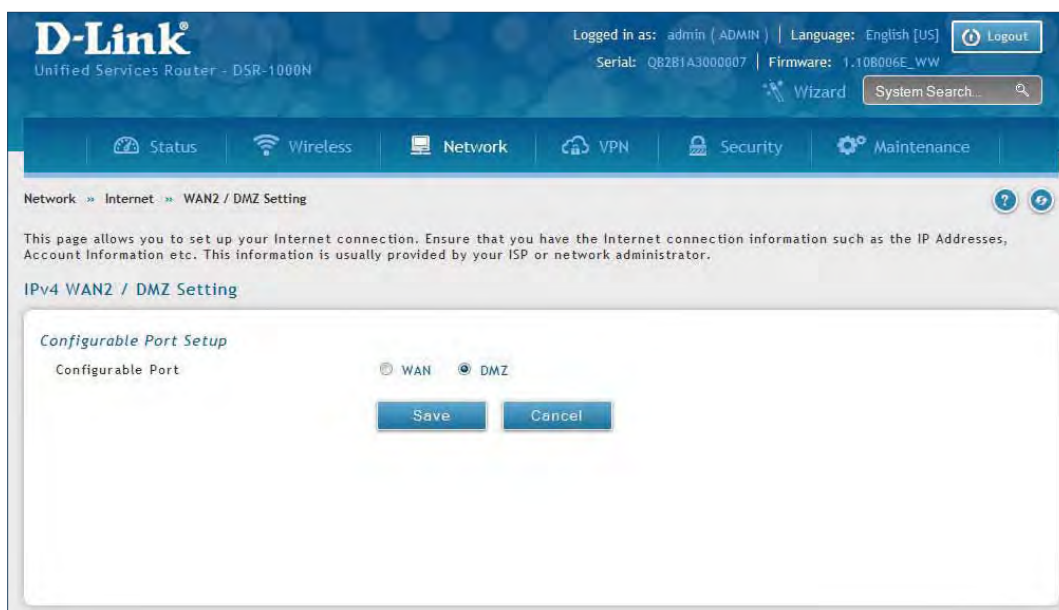 D-Link
Unified Services Router - DSR-1000N
Logged in as: admin ( ADMIN ) | Language: English [US]
Logout
Serial: QB2B1A3000007 | Firmware: 1.10B006E_WW
Wizard
System Search...
Status
Wireless
Network
VPN
Security
Maintenance
Network » Internet » WAN2 / DMZ Setting
?
This page allows you to set up your Internet connection. Ensure that you have the Internet connection information such as the IP Addresses,
Account Information etc. This information is usually provided by your ISP or network administrator.
IPv4 WAN2 / DMZ Setting
Configurable Port Setup
Configurable Port
WAN
DMZ
Save
Cancel